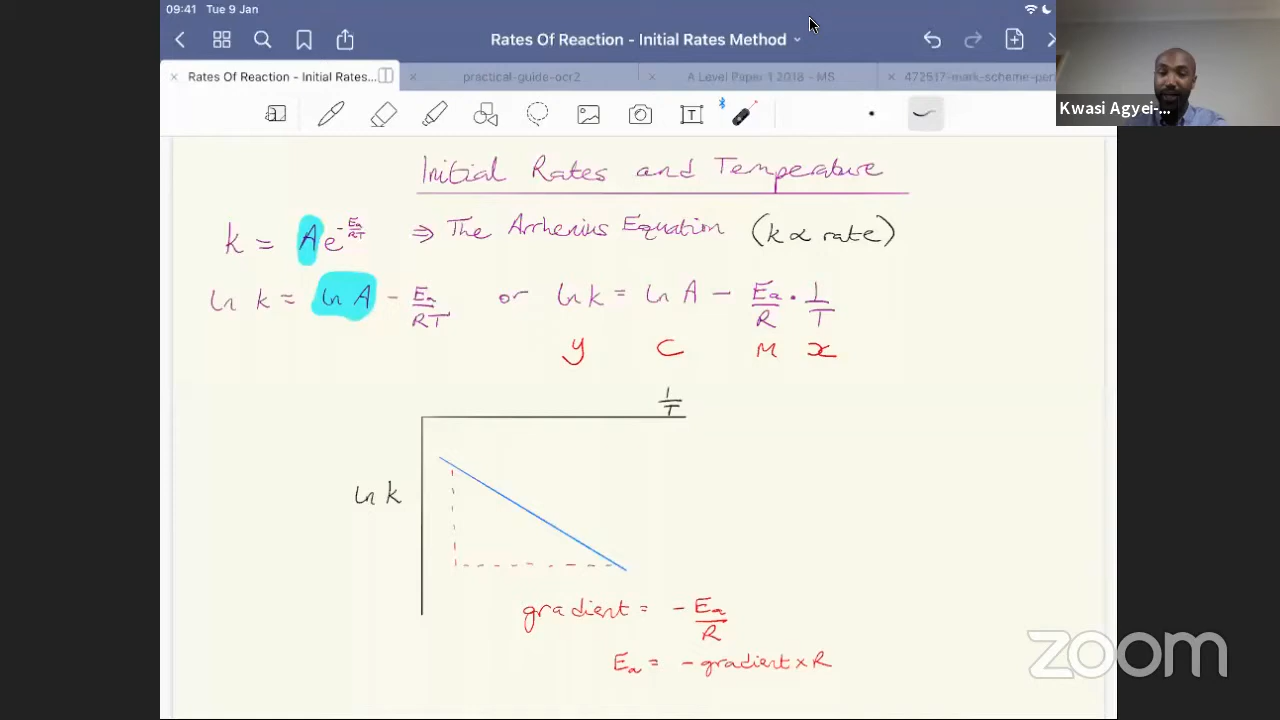 09:41 Tue 9 Jan
Rates Of Reaction - Initial Rates Method
Rates Of Reaction - Initial Rates...
practical-guide-ocr2
A Level Paper 1 2018 - MS
472517-mark-scheme-per
Kwasi Agyei-...
Initial Rates and Temperature
k = Ae^(-Ea/RT) ⇒ The Arrhenius Equation (k ∝ rate)
ln k = ln A - Ea/RT or ln k = ln A - Ea/R · 1/T
y c m x
1/T
ln k
gradient = - Ea/R
Ea = - gradient × R
zoom